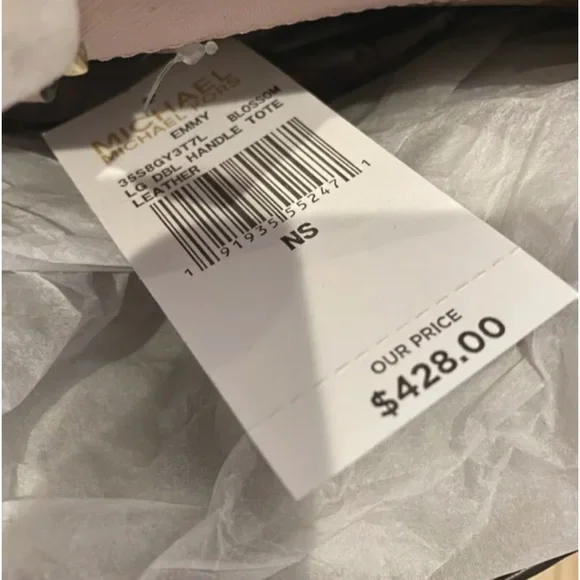 MICHAEL
MICHAEL KORS
EMMY
35S8GY3T7L BLOSSOM
LG DBL HANDLE TOTE
LEATHER
1 91935 55247 1
NS
OUR PRICE
$428.00